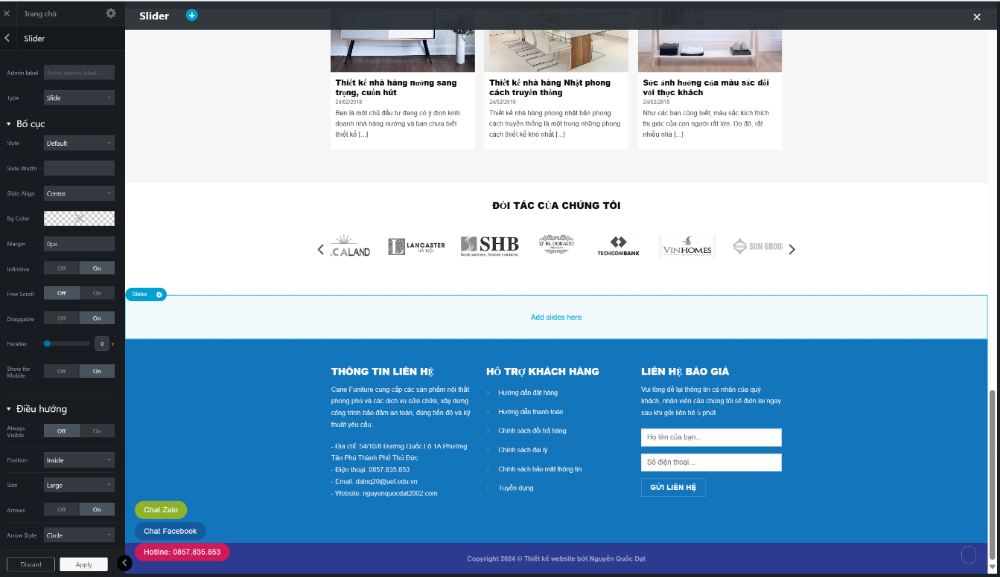 Trang chủ
Slider
Admin label
Enter admin label...
Type
Slide
Bố cục
Style
Default
Slide Width
Slide Align
Center
Bg Color
Margin
0px
Infinitive
Off
On
Free Scroll
Off
On
Draggable
Off
On
Parallax
0
+
Show for
Mobile
Off
On
Điều hướng
Always
Visible
Off
On
Position
Inside
Size
Large
Arrows
Off
On
Arrow Style
Circle
Discard
Apply
Slider
Thiết kế nhà hàng nướng sang
trọng, cuốn hút
24/02/2018
Bạn là một chủ đầu tư đang có ý định kinh
doanh nhà hàng nướng và bạn chưa biết
thiết kế [...]
Thiết kế nhà hàng Nhật phong
cách truyền thống
24/02/2018
Thiết kế nhà hàng phong nhật bản phong
cách truyền thống là một trong những phong
cách thiết kế khó nhất [...]
Sức ảnh hưởng của màu sắc đối
với thực khách
24/02/2018
Như các bạn cũng biết, màu sắc kích thích
thị giác của con người rất lớn. Do đó, rất
nhiều nhà [...]
ĐỐI TÁC CỦA CHÚNG TÔI
ACALAND
LANCASTER
HÀ NỘI
SHB
Solid partners, flexible solutions
D'. EL DORADO
PREMIUM
TECHCOMBANK
VINHOMES
SUN GROU
Slider
Add slides here
THÔNG TIN LIÊN HỆ
Cane Funiture cung cấp các sản phẩm nội thất
phong phú và các dịch vụ sửa chữa, xây dựng
công trình bảo đảm an toàn, đúng tiến độ và kỹ
thuật yêu cầu.
- Địa chỉ: 54/10/8 Đường Quốc Lộ 1A Phường
Tân Phú Thành Phố Thủ Đức
- Điện thoại: 0857.835.853
- Email: datnq20@uef.edu.vn
- Website: nguyenquocdat2002.com
HỖ TRỢ KHÁCH HÀNG
Hướng dẫn đặt hàng
Hướng dẫn thanh toán
Chính sách đổi trả hàng
Chính sách đại lý
Chính sách bảo mật thông tin
Tuyển dụng
LIÊN HỆ BÁO GIÁ
Vui lòng để lại thông tin cá nhân của quý
khách, nhân viên của chúng tôi sẽ điện lại ngay
sau khi gửi liên hệ 5 phút.
Họ tên của bạn...
Số điện thoại...
GỬI LIÊN HỆ
Chat Zalo
Chat Facebook
Hotline: 0857.835.853
Copyright 2024 © Thiết kế website bởi Nguyễn Quốc Đạt